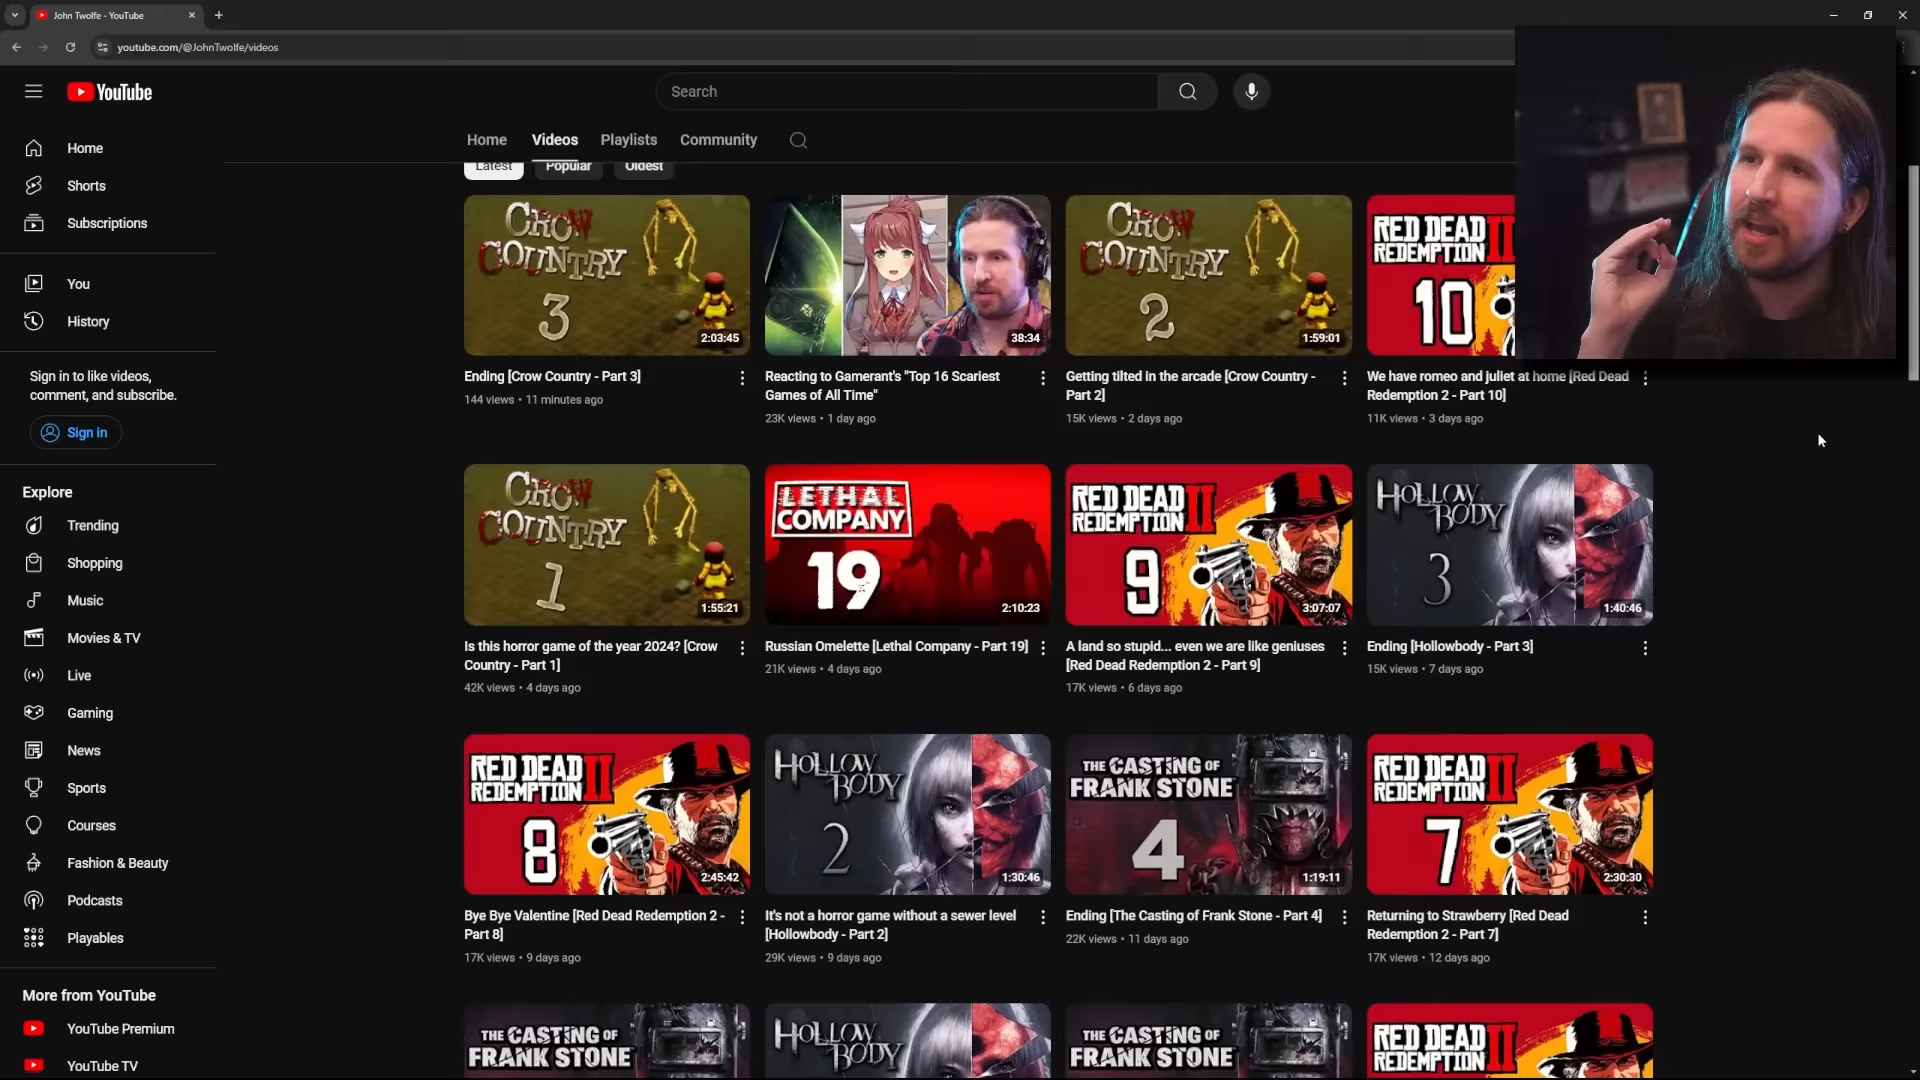 John Twolfe - YouTube
youtube.com/@JohnTwolfe/videos
YouTube
Search
Home
Videos
Playlists
Community
Latest
Popular
Oldest
Home
Shorts
Subscriptions
You
History
Sign in to like videos,
comment, and subscribe.
Sign in
Explore
Trending
Shopping
Music
Movies & TV
Live
Gaming
News
Sports
Courses
Fashion & Beauty
Podcasts
Playables
More from YouTube
YouTube Premium
YouTube TV
CROW
COUNTRY
3
2:03:45
Ending [Crow Country - Part 3]
144 views • 11 minutes ago
38:34
Reacting to Gamerant's "Top 16 Scariest
Games of All Time"
23K views • 1 day ago
CROW
COUNTRY
2
1:59:01
Getting tilted in the arcade [Crow Country -
Part 2]
15K views • 2 days ago
RED DEAD
REDEMPTION II
10
We have romeo and juliet at home [Red Dead
Redemption 2 - Part 10]
11K views • 3 days ago
CROW
COUNTRY
1
1:55:21
Is this horror game of the year 2024? [Crow
Country - Part 1]
42K views • 4 days ago
LETHAL
COMPANY
19
2:10:23
Russian Omelette [Lethal Company - Part 19]
21K views • 4 days ago
RED DEAD
REDEMPTION II
9
3:07:07
A land so stupid... even we are like geniuses
[Red Dead Redemption 2 - Part 9]
17K views • 6 days ago
HOLLOW
BODY
3
1:40:46
Ending [Hollowbody - Part 3]
15K views • 7 days ago
RED DEAD
REDEMPTION II
8
2:45:42
Bye Bye Valentine [Red Dead Redemption 2 -
Part 8]
17K views • 9 days ago
HOLLOW
BODY
2
1:30:46
It's not a horror game without a sewer level
[Hollowbody - Part 2]
29K views • 9 days ago
THE CASTING OF
FRANK STONE
4
1:19:11
Ending [The Casting of Frank Stone - Part 4]
22K views • 11 days ago
RED DEAD
REDEMPTION II
7
2:30:30
Returning to Strawberry [Red Dead
Redemption 2 - Part 7]
17K views • 12 days ago
THE CASTING OF
FRANK STONE
HOLLOW
BODY
THE CASTING OF
FRANK STONE
RED DEAD
REDEMPTION II